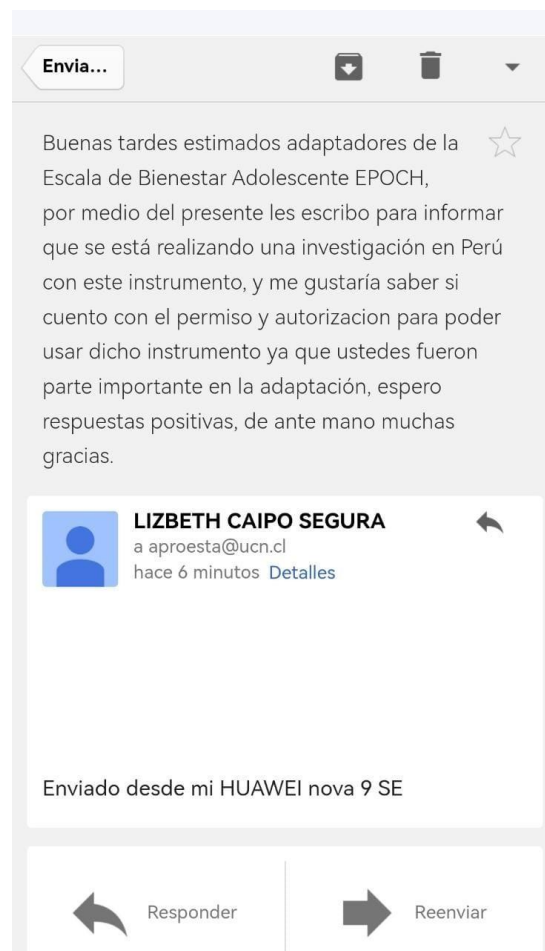 Envia...
Buenas tardes estimados adaptadores de la
Escala de Bienestar Adolescente EPOCH,
por medio del presente les escribo para informar
que se está realizando una investigación en Perú
con este instrumento, y me gustaría saber si
cuento con el permiso y autorizacion para poder
usar dicho instrumento ya que ustedes fueron
parte importante en la adaptación, espero
respuestas positivas, de ante mano muchas
gracias.
LIZBETH CAIPO SEGURA
a aproesta@ucn.cl
hace 6 minutos Detalles
Enviado desde mi HUAWEI nova 9 SE
Responder
Reenviar